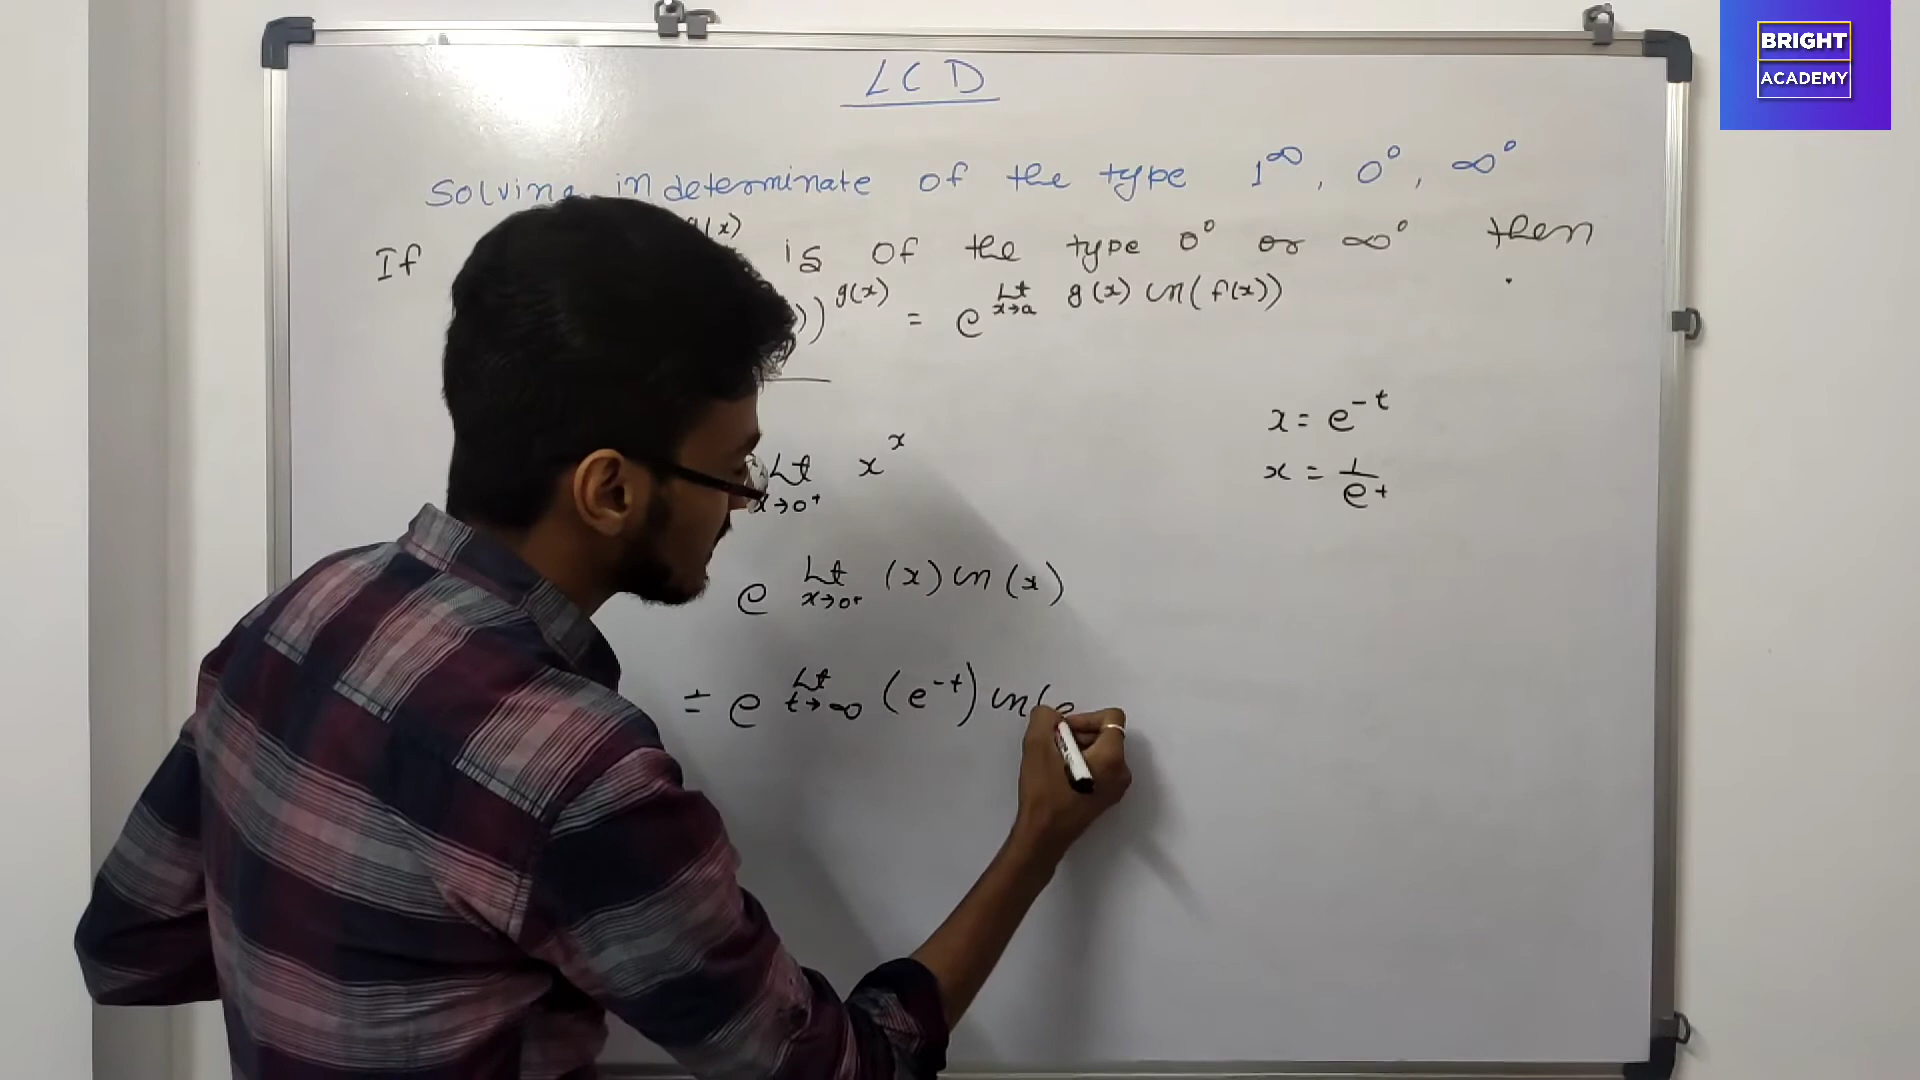 BRIGHT
ACADEMY
LCD
Solving indeterminate of the type 1^∞, 0^0, ∞^0
If is of the type 0^0 or ∞^0 then
))^g(x) = e^Lt x→a g(x) ln(f(x))
x = e^-t
Lt x→0+ x^x
x = 1/e^t
e^Lt x→0+ (x) ln(x)
= e^Lt t→∞ (e^-t) ln(e